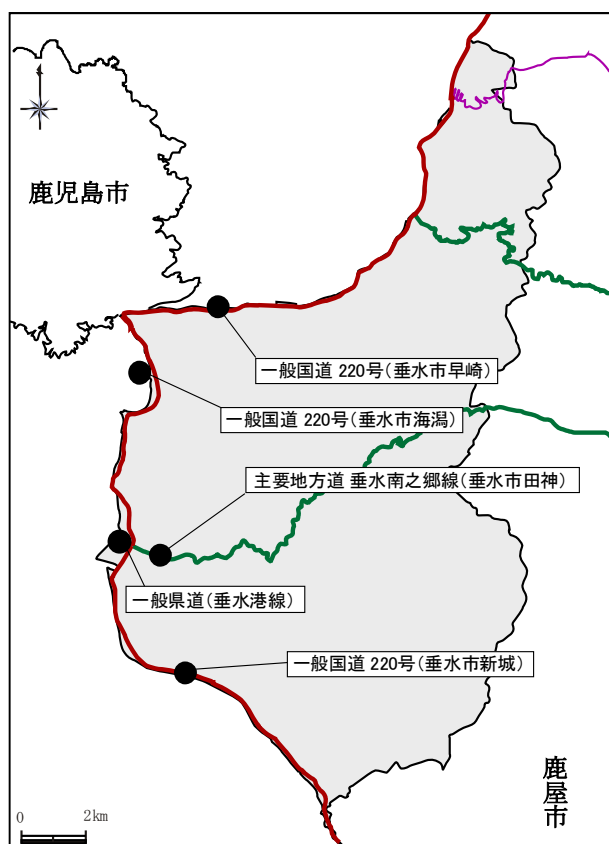 鹿児島市
一般国道 220号(垂水市早崎)
一般国道 220号(垂水市海潟)
主要地方道 垂水南之郷線(垂水市田神)
一般県道(垂水港線)
一般国道 220号(垂水市新城)
鹿屋市
0 2km